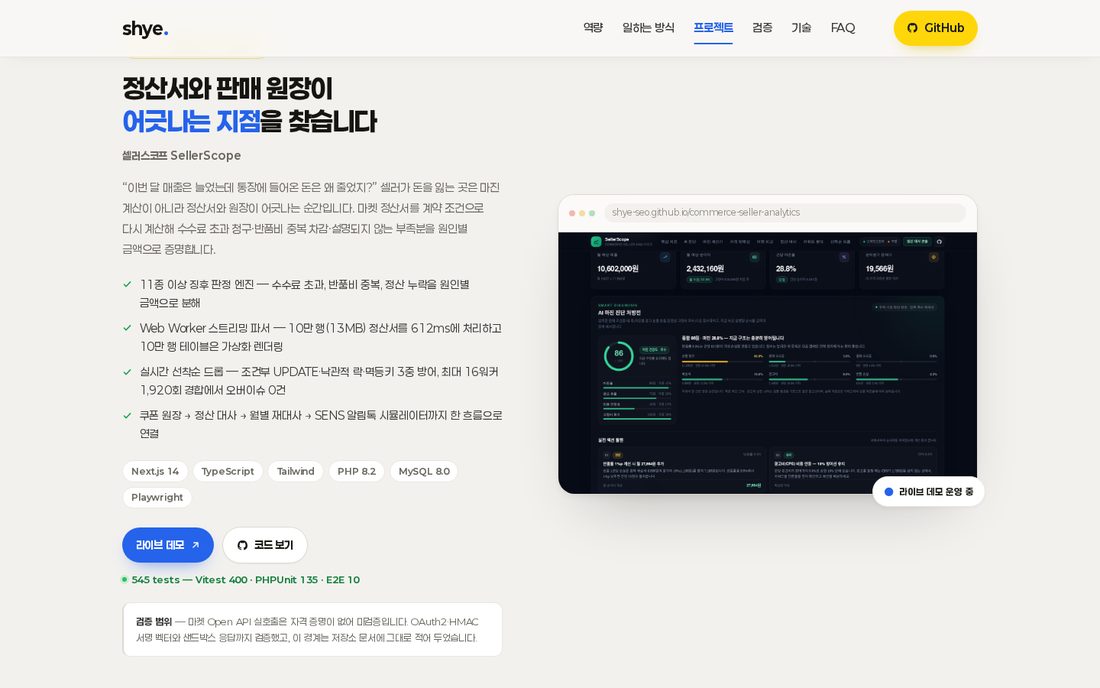 shye.
역량 일하는 방식 프로젝트 검증 기술 FAQ
GitHub
정산서와 판매 원장이
어긋나는 지점을 찾습니다
셀러스코프 SellerScope
“이번 달 매출은 늘었는데 통장에 들어온 돈은 왜 줄었지?” 셀러가 돈을 잃는 곳은 마진
계산이 아니라 정산서와 원장이 어긋나는 순간입니다. 마켓 정산서를 계약 조건으로
다시 계산해 수수료 초과 청구·반품비 중복 차감·설명되지 않는 부족분을 원인별
금액으로 증명합니다.
11종 이상 징후 판정 엔진 — 수수료 초과, 반품비 중복, 정산 누락을 원인별
금액으로 분해
Web Worker 스트리밍 파서 — 10만 행(13MB) 정산서를 612ms에 처리하고
10만 행 테이블은 가상화 렌더링
실시간 선착순 드롭 — 조건부 UPDATE·낙관적 락·멱등키 3중 방어, 최대 16워커
1,920회 경합에서 오버이슈 0건
쿠폰 원장 → 정산 대사 → 월별 재대사 → SENS 알림톡 시뮬레이터까지 한 흐름으로
연결
Next.js 14 TypeScript Tailwind PHP 8.2 MySQL 8.0
Playwright
라이브 데모
코드 보기
545 tests — Vitest 400 · PHPUnit 135 · E2E 10
검증 범위 — 마켓 Open API 실호출은 자격 증명이 없어 미검증입니다. OAuth2·HMAC
서명 벡터와 샌드박스 응답까지 검증했고, 이 경계는 저장소 문서에 그대로 적어 두었습니다.
shye-seo.github.io/commerce-seller-analytics
SellerScope
10,602,000원 2,432,160원 28.8% 19,566원
SMART DIAGNOSIS
AI 마진 진단 처방전
86
라이브 데모 운영 중